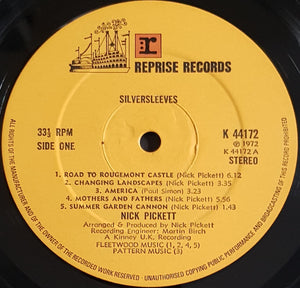 r
REPRISE RECORDS
SILVERSLEEVES
33⅓ RPM
SIDE ONE
K 44172
℗ 1972
K 44172 A
STEREO
1. ROAD TO ROUGEMONT CASTLE (Nick Pickett)
2. CHANGING LANDSCAPES (Nick Pickett) 3.35
3. AMERICA (Paul Simon) 3.22
4. MOTHERS AND FATHERS (Nick Pickett) 5.56
5. SUMMER GARDEN CANNON (Nick Pickett) 1.43
NICK PICKETT
Arranged & Produced by Nick Pickett
Recording Engineer: Martin Birch
A Kinney U.K. Recording
FLEETWOOD MUSIC (1, 2, 4, 5)
PATTERN MUSIC (3)
ALL RIGHTS OF THE MANUFACTURER AND OF THE OWNER OF THE RECORDED WORK RESERVED · UNAUTHORISED COPYING PUBLIC PERFORMANCE AND BROADCASTING OF THIS RECORD PROHIBITED